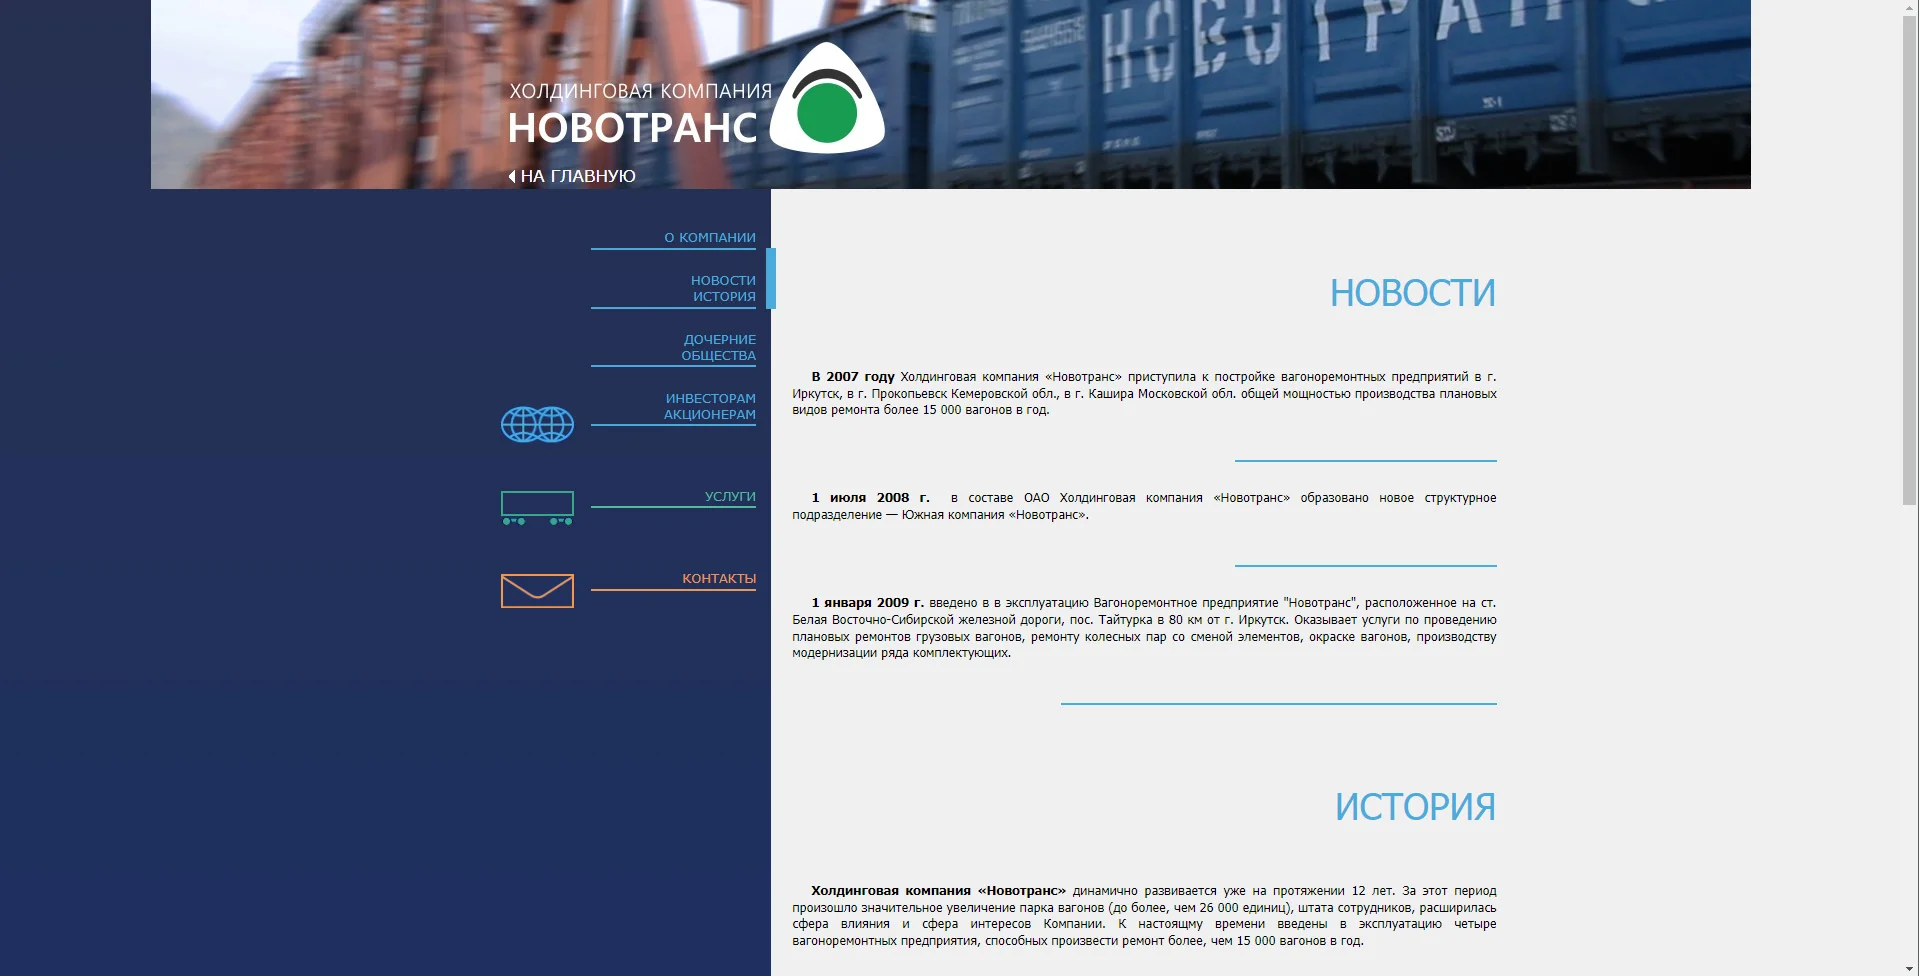 НОВОТРАНС
ХОЛДИНГОВАЯ КОМПАНИЯ
НОВОТРАНС
НА ГЛАВНУЮ
О КОМПАНИИ
НОВОСТИ
ИСТОРИЯ
ДОЧЕРНИЕ
ОБЩЕСТВА
ИНВЕСТОРАМ
АКЦИОНЕРАМ
УСЛУГИ
КОНТАКТЫ
НОВОСТИ
В 2007 году Холдинговая компания «Новотранс» приступила к постройке вагоноремонтных предприятий в г.
Иркутск, в г. Прокопьевск Кемеровской обл., в г. Кашира Московской обл. общей мощностью производства плановых
видов ремонта более 15 000 вагонов в год.
1 июля 2008 г. в составе ОАО Холдинговая компания «Новотранс» образовано новое структурное
подразделение — Южная компания «Новотранс».
1 января 2009 г. введено в в эксплуатацию Вагоноремонтное предприятие "Новотранс", расположенное на ст.
Белая Восточно-Сибирской железной дороги, пос. Тайтурка в 80 км от г. Иркутск. Оказывает услуги по проведению
плановых ремонтов грузовых вагонов, ремонту колесных пар со сменой элементов, окраске вагонов, производству
модернизации ряда комплектующих.
ИСТОРИЯ
Холдинговая компания «Новотранс» динамично развивается уже на протяжении 12 лет. За этот период
произошло значительное увеличение парка вагонов (до более, чем 26 000 единиц), штата сотрудников, расширилась
сфера влияния и сфера интересов Компании. К настоящму времени введены в эксплуатацию четыре
вагоноремонтных предприятия, способных произвести ремонт более, чем 15 000 вагонов в год.